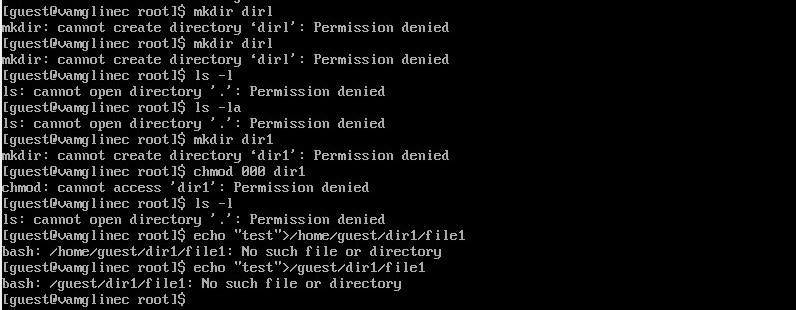 [guest@vamglinec root]$ mkdir dirl
mkdir: cannot create directory ‘dirl’: Permission denied
[guest@vamglinec root]$ mkdir dirl
mkdir: cannot create directory ‘dirl’: Permission denied
[guest@vamglinec root]$ ls -l
ls: cannot open directory '.': Permission denied
[guest@vamglinec root]$ ls -la
ls: cannot open directory '.': Permission denied
[guest@vamglinec root]$ mkdir dir1
mkdir: cannot create directory ‘dir1’: Permission denied
[guest@vamglinec root]$ chmod 000 dir1
chmod: cannot access 'dir1': Permission denied
[guest@vamglinec root]$ ls -l
ls: cannot open directory '.': Permission denied
[guest@vamglinec root]$ echo "test">/home/guest/dir1/file1
bash: /home/guest/dir1/file1: No such file or directory
[guest@vamglinec root]$ echo "test">/guest/dir1/file1
bash: /guest/dir1/file1: No such file or directory
[guest@vamglinec root]$